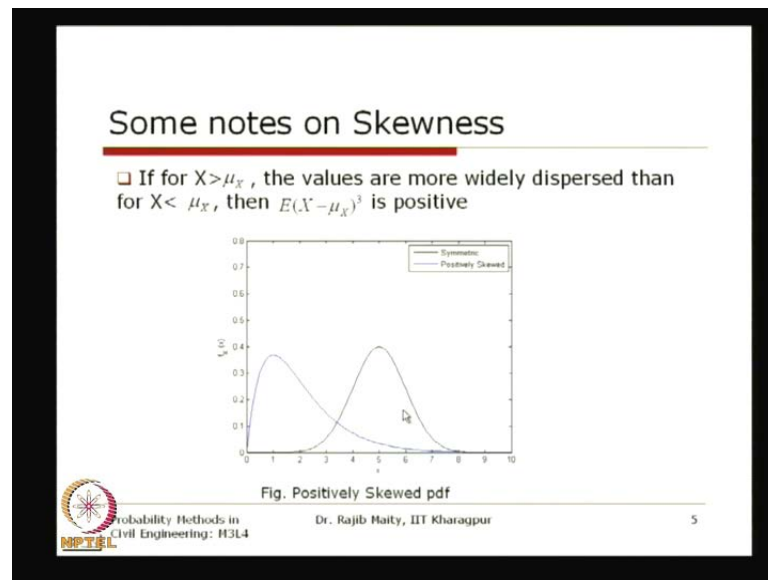 Some notes on Skewness
If for X>μX , the values are more widely dispersed than
for X< μX, then E(X−μX)³ is positive
Symmetric
Positively Skewed
0.8
0.7
0.6
0.5
0.4
0.3
0.2
0.1
0
fX(x)
0 1 2 3 4 5 6 7 8 9 10
x
Fig. Positively Skewed pdf
NPTEL
Probability Methods in
Civil Engineering: M3L4
Dr. Rajib Maity, IIT Kharagpur
5